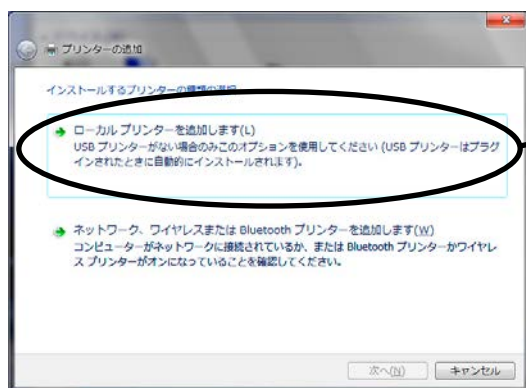 プリンターの追加
インストールするプリンターの種類の選択
ローカル プリンターを追加します(L)
USB プリンターがない場合のみこのオプションを使用してください (USB プリンターはプラグ
インされたときに自動的にインストールされます)。
ネットワーク、ワイヤレスまたは Bluetooth プリンターを追加します(W)
コンピューターがネットワークに接続されているか、または Bluetooth プリンターかワイヤレ
ス プリンターがオンになっていることを確認してください。
次へ(N) キャンセル